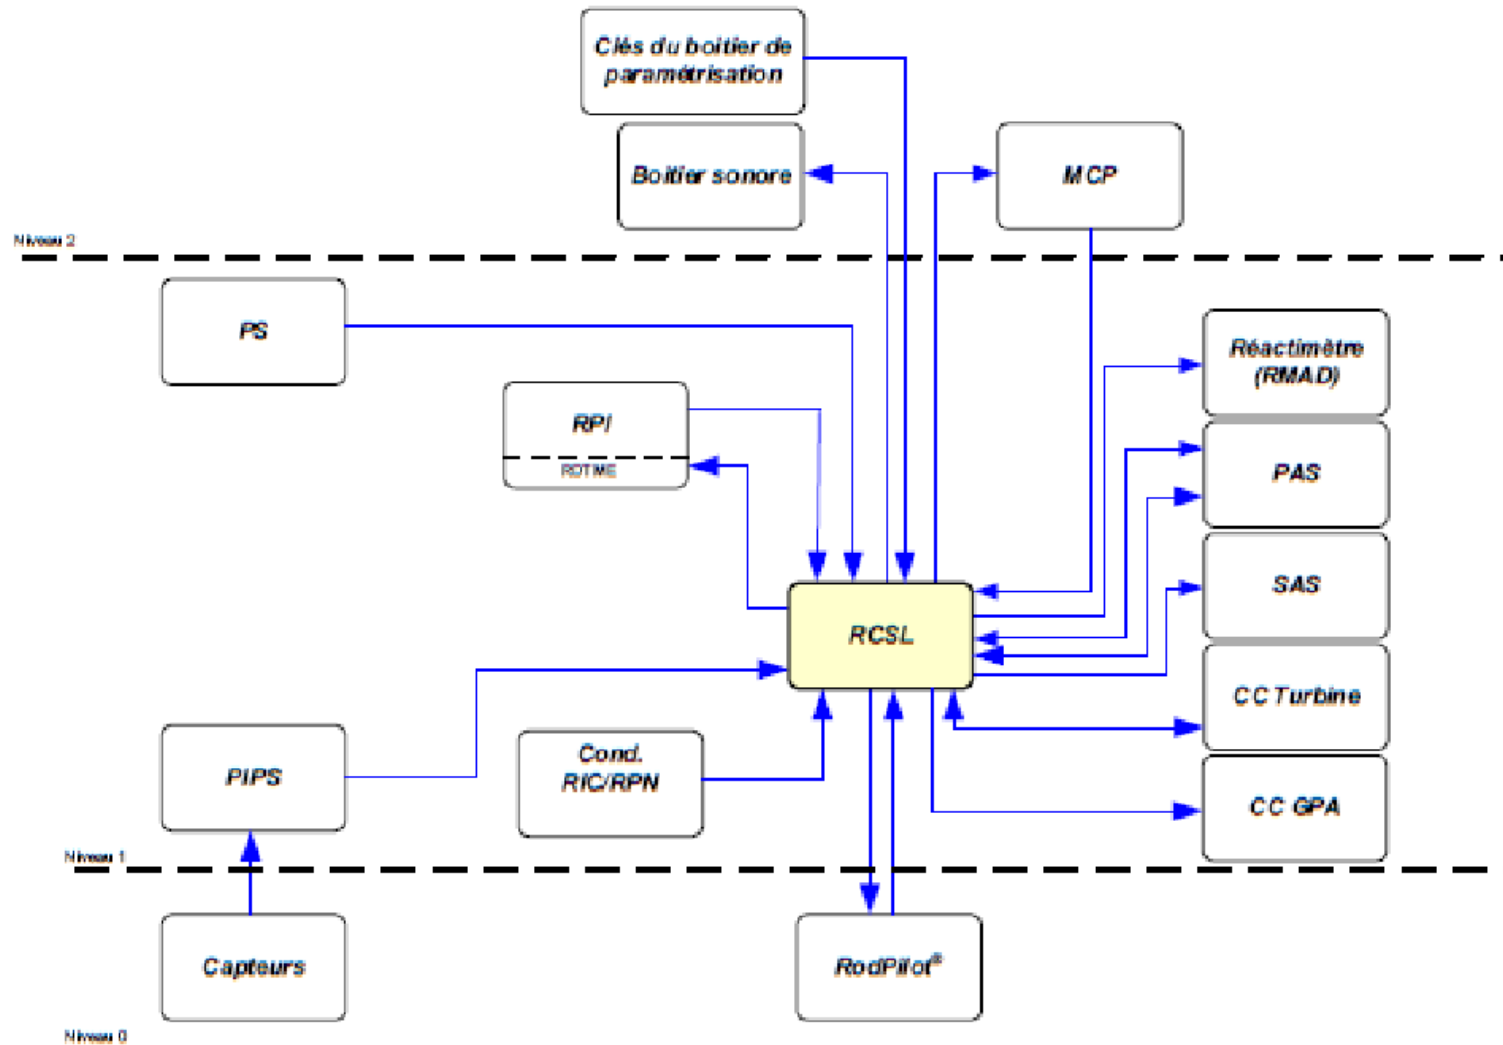 Clés du boitier de
paramétrisation
Boitier sonore
MCP
Niveau 2
PS
Réactimètre
(RMAD)
RPI
RDTME
PAS
SAS
RCSL
CC Turbine
PIPS
Cond.
RIC/RPN
CC GPA
Niveau 1
Capteurs
RodPilot®
Niveau 0